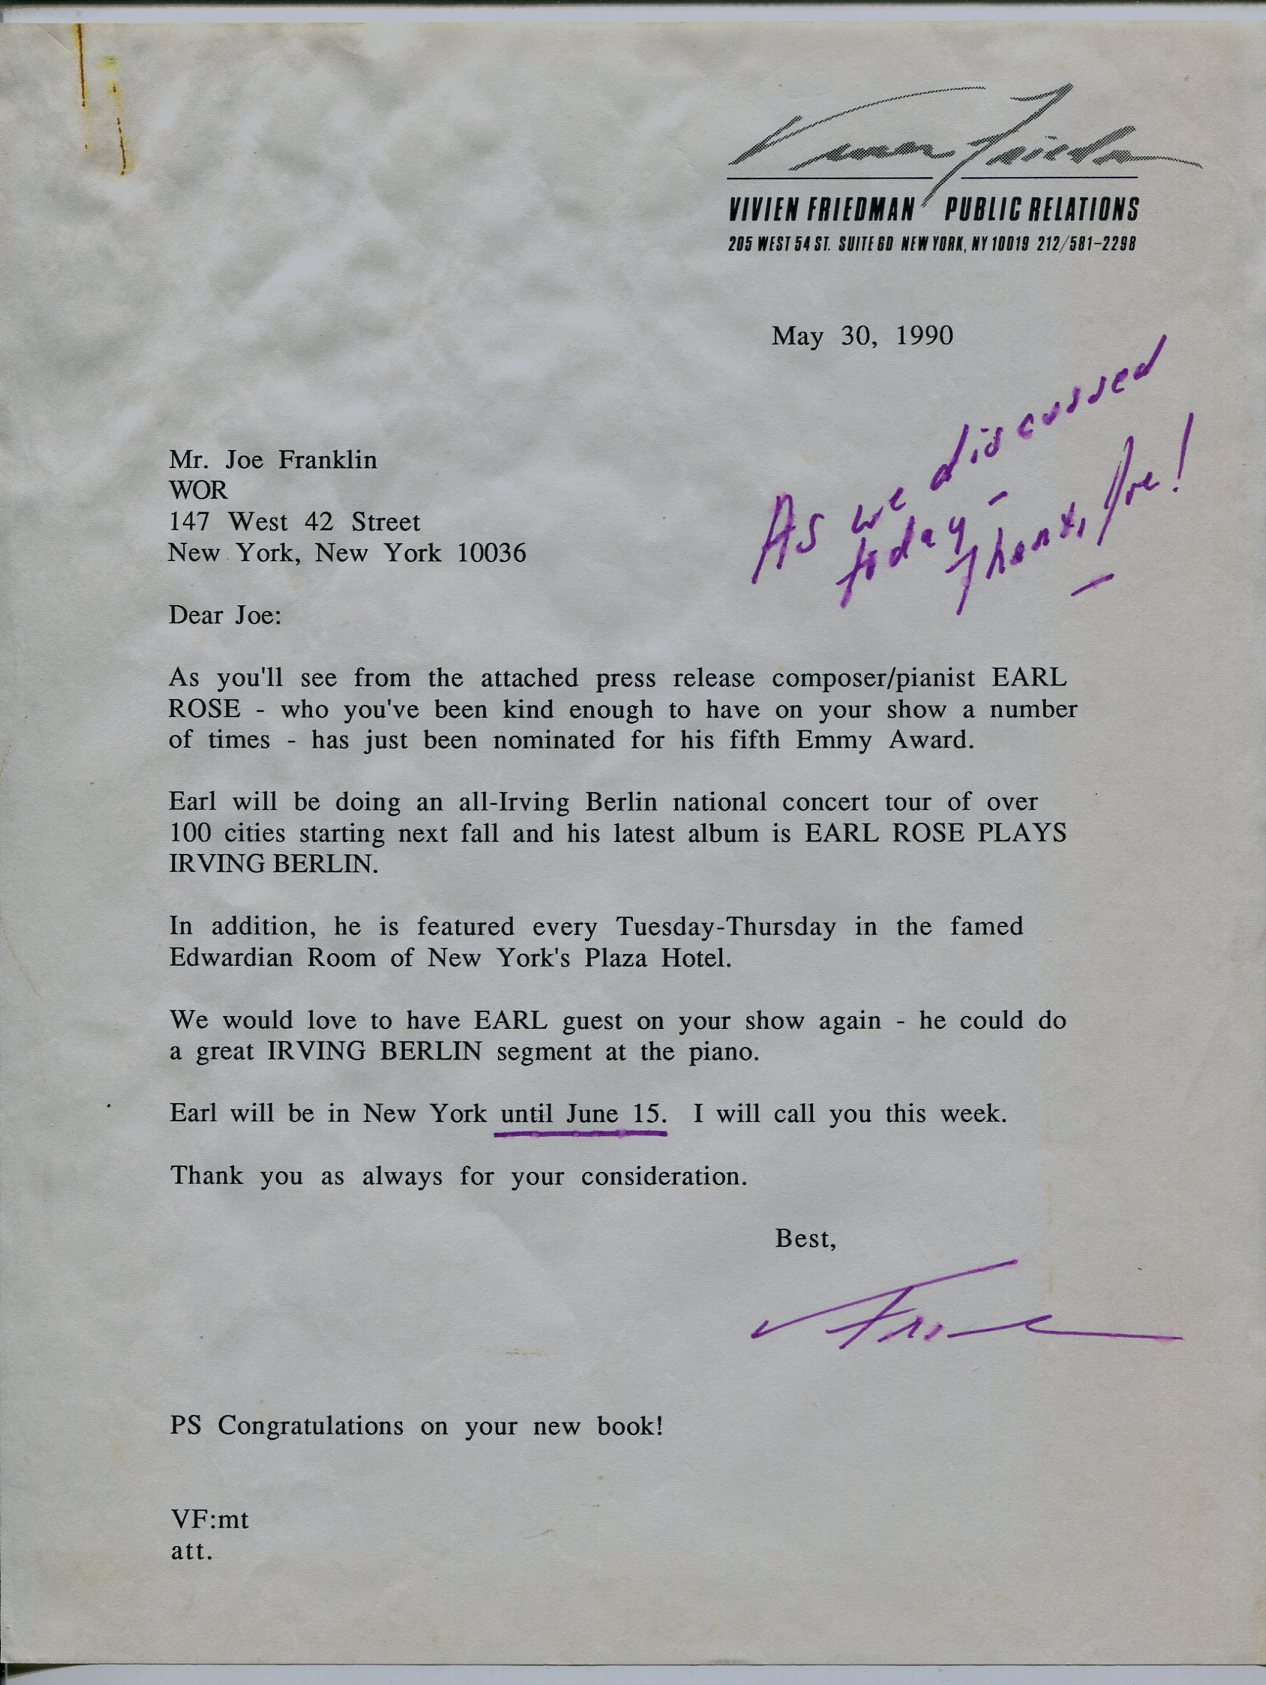 Vivien Friedman
VIVIEN FRIEDMAN PUBLIC RELATIONS
205 WEST 54 ST. SUITE 6D NEW YORK, NY 10019 212/581-2298
May 30, 1990
As we discussed
today -
Thanks, Joe!
Mr. Joe Franklin
WOR
147 West 42 Street
New York, New York 10036
Dear Joe:
As you'll see from the attached press release composer/pianist EARL
ROSE - who you've been kind enough to have on your show a number
of times - has just been nominated for his fifth Emmy Award.
Earl will be doing an all-Irving Berlin national concert tour of over
100 cities starting next fall and his latest album is EARL ROSE PLAYS
IRVING BERLIN.
In addition, he is featured every Tuesday-Thursday in the famed
Edwardian Room of New York's Plaza Hotel.
We would love to have EARL guest on your show again - he could do
a great IRVING BERLIN segment at the piano.
Earl will be in New York until June 15. I will call you this week.
Thank you as always for your consideration.
Best,
PS Congratulations on your new book!
VF:mt
att.